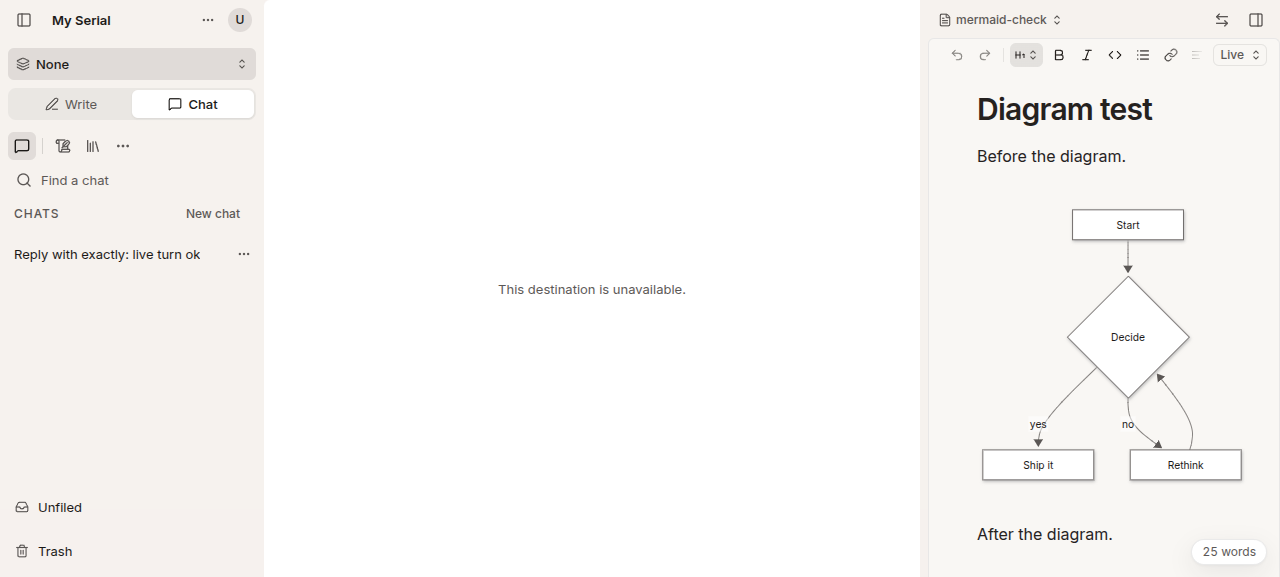 My Serial
U
None
Write
Chat
Find a chat
CHATS
New chat
Reply with exactly: live turn ok
Unfiled
Trash
This destination is unavailable.
mermaid-check
H1
B
I
Live
Diagram test
Before the diagram.
Start
Decide
yes
no
Ship it
Rethink
After the diagram.
25 words